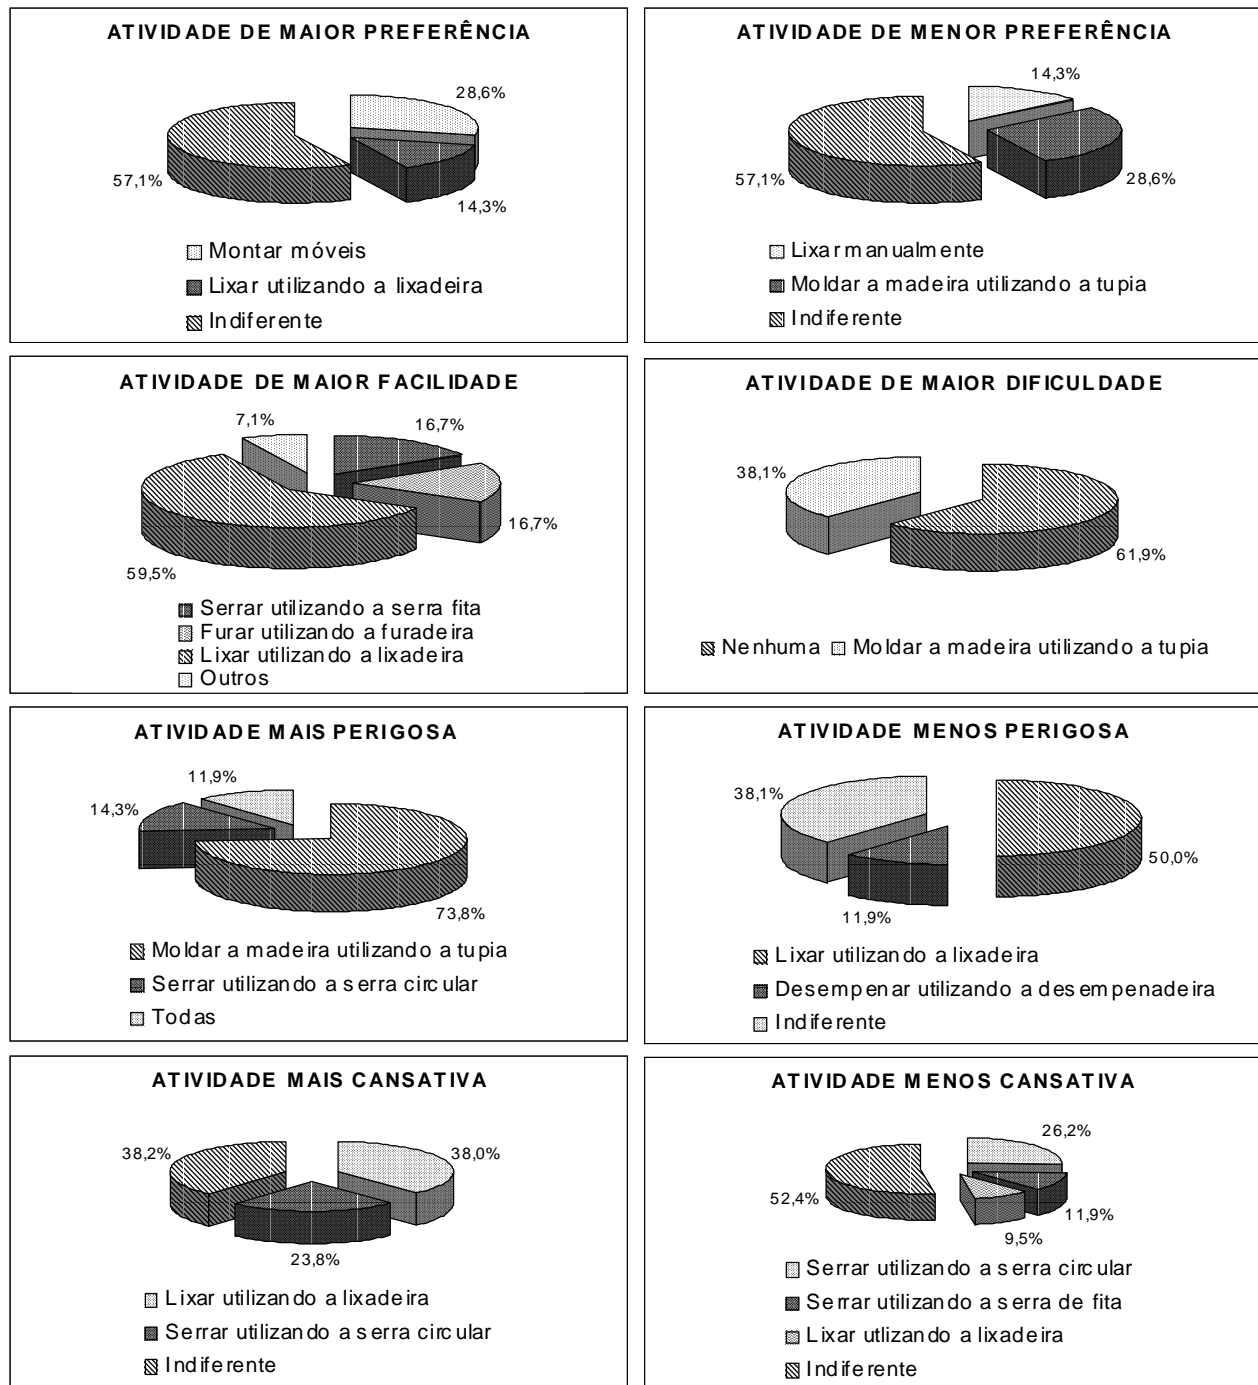 ATIVIDADE DE MAIOR PREFERÊNCIA
28,6%
57,1%
14,3%
Montar móveis
Lixar utilizando a lixadeira
Indiferente
ATIVIDADE DE MENOR PREFERÊNCIA
14,3%
57,1%
28,6%
Lixar manualmente
Moldar a madeira utilizando a tupia
Indiferente
ATIVIDADE DE MAIOR FACILIDADE
7,1%
16,7%
16,7%
59,5%
Serrar utilizando a serra fita
Furar utilizando a furadeira
Lixar utilizando a lixadeira
Outros
ATIVIDADE DE MAIOR DIFICULDADE
38,1%
61,9%
Nenhuma Moldar a madeira utilizando a tupia
ATIVIDADE MAIS PERIGOSA
11,9%
14,3%
73,8%
Moldar a madeira utilizando a tupia
Serrar utilizando a serra circular
Todas
ATIVIDADE MENOS PERIGOSA
38,1%
50,0%
11,9%
Lixar utilizando a lixadeira
Desempenar utilizando a desempenadeira
Indiferente
ATIVIDADE MAIS CANSATIVA
38,2%
38,0%
23,8%
Lixar utilizando a lixadeira
Serrar utilizando a serra circular
Indiferente
ATIVIDADE MENOS CANSATIVA
26,2%
52,4%
11,9%
9,5%
Serrar utilizando a serra circular
Serrar utilizando a serra de fita
Lixar utlizando a lixadeira
Indiferente